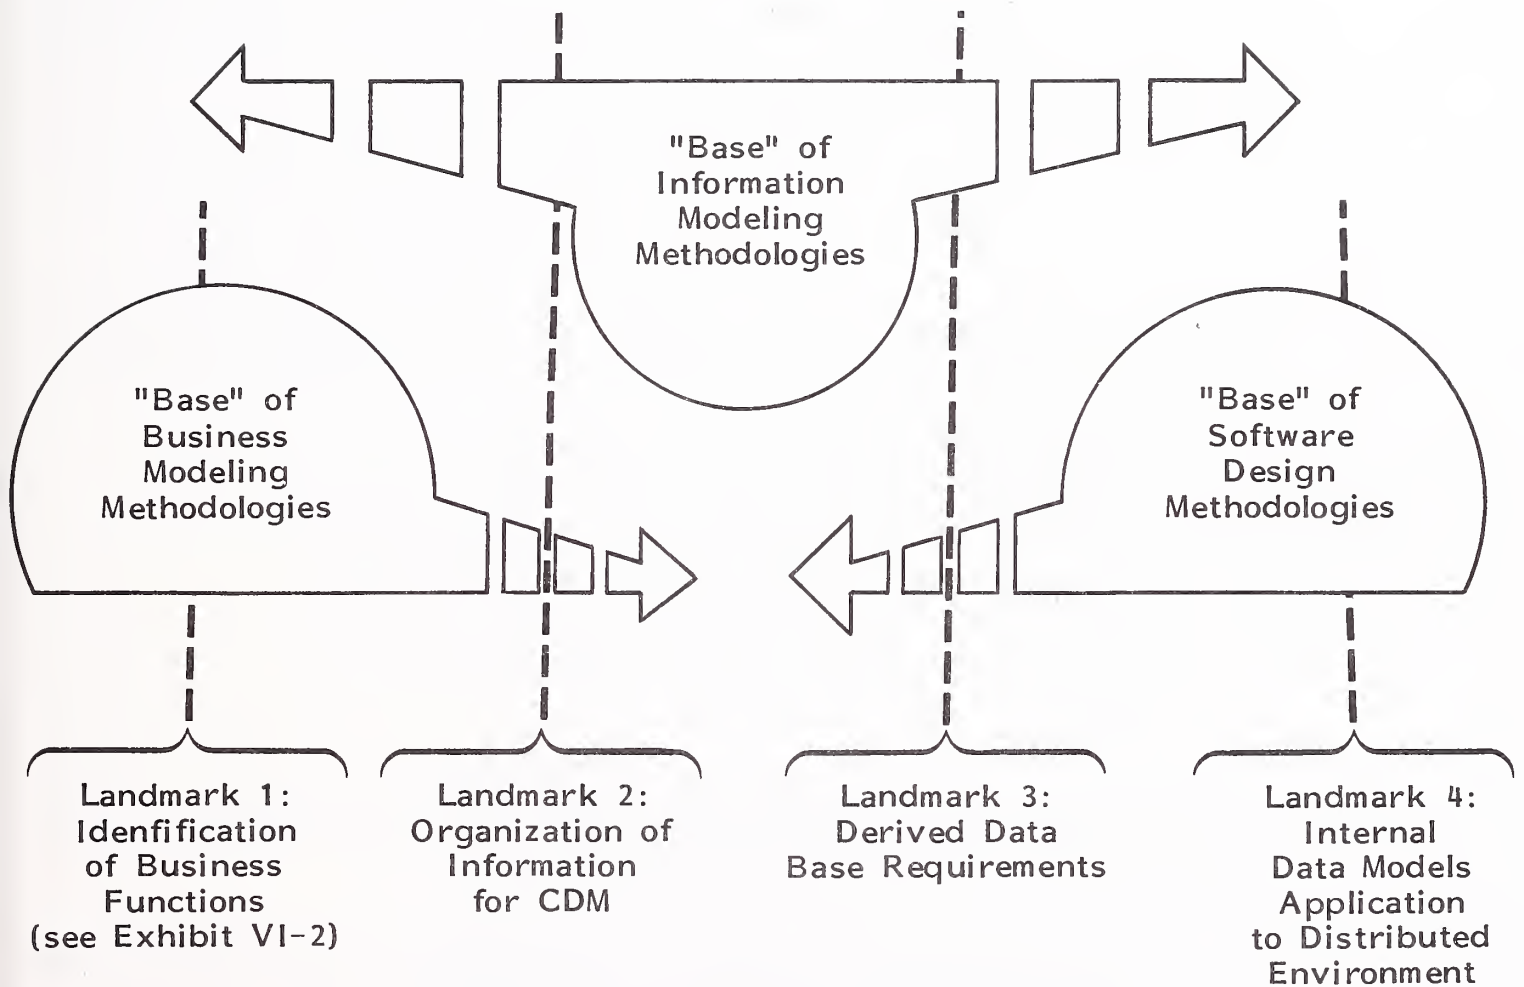 "Base" of
Information
Modeling
Methodologies
"Base" of
Business
Modeling
Methodologies
"Base" of
Software
Design
Methodologies
Landmark 1:
Idenfification
of Business
Functions
(see Exhibit VI-2)
Landmark 2:
Organization of
Information
for CDM
Landmark 3:
Derived Data
Base Requirements
Landmark 4:
Internal
Data Models
Application
to Distributed
Environment